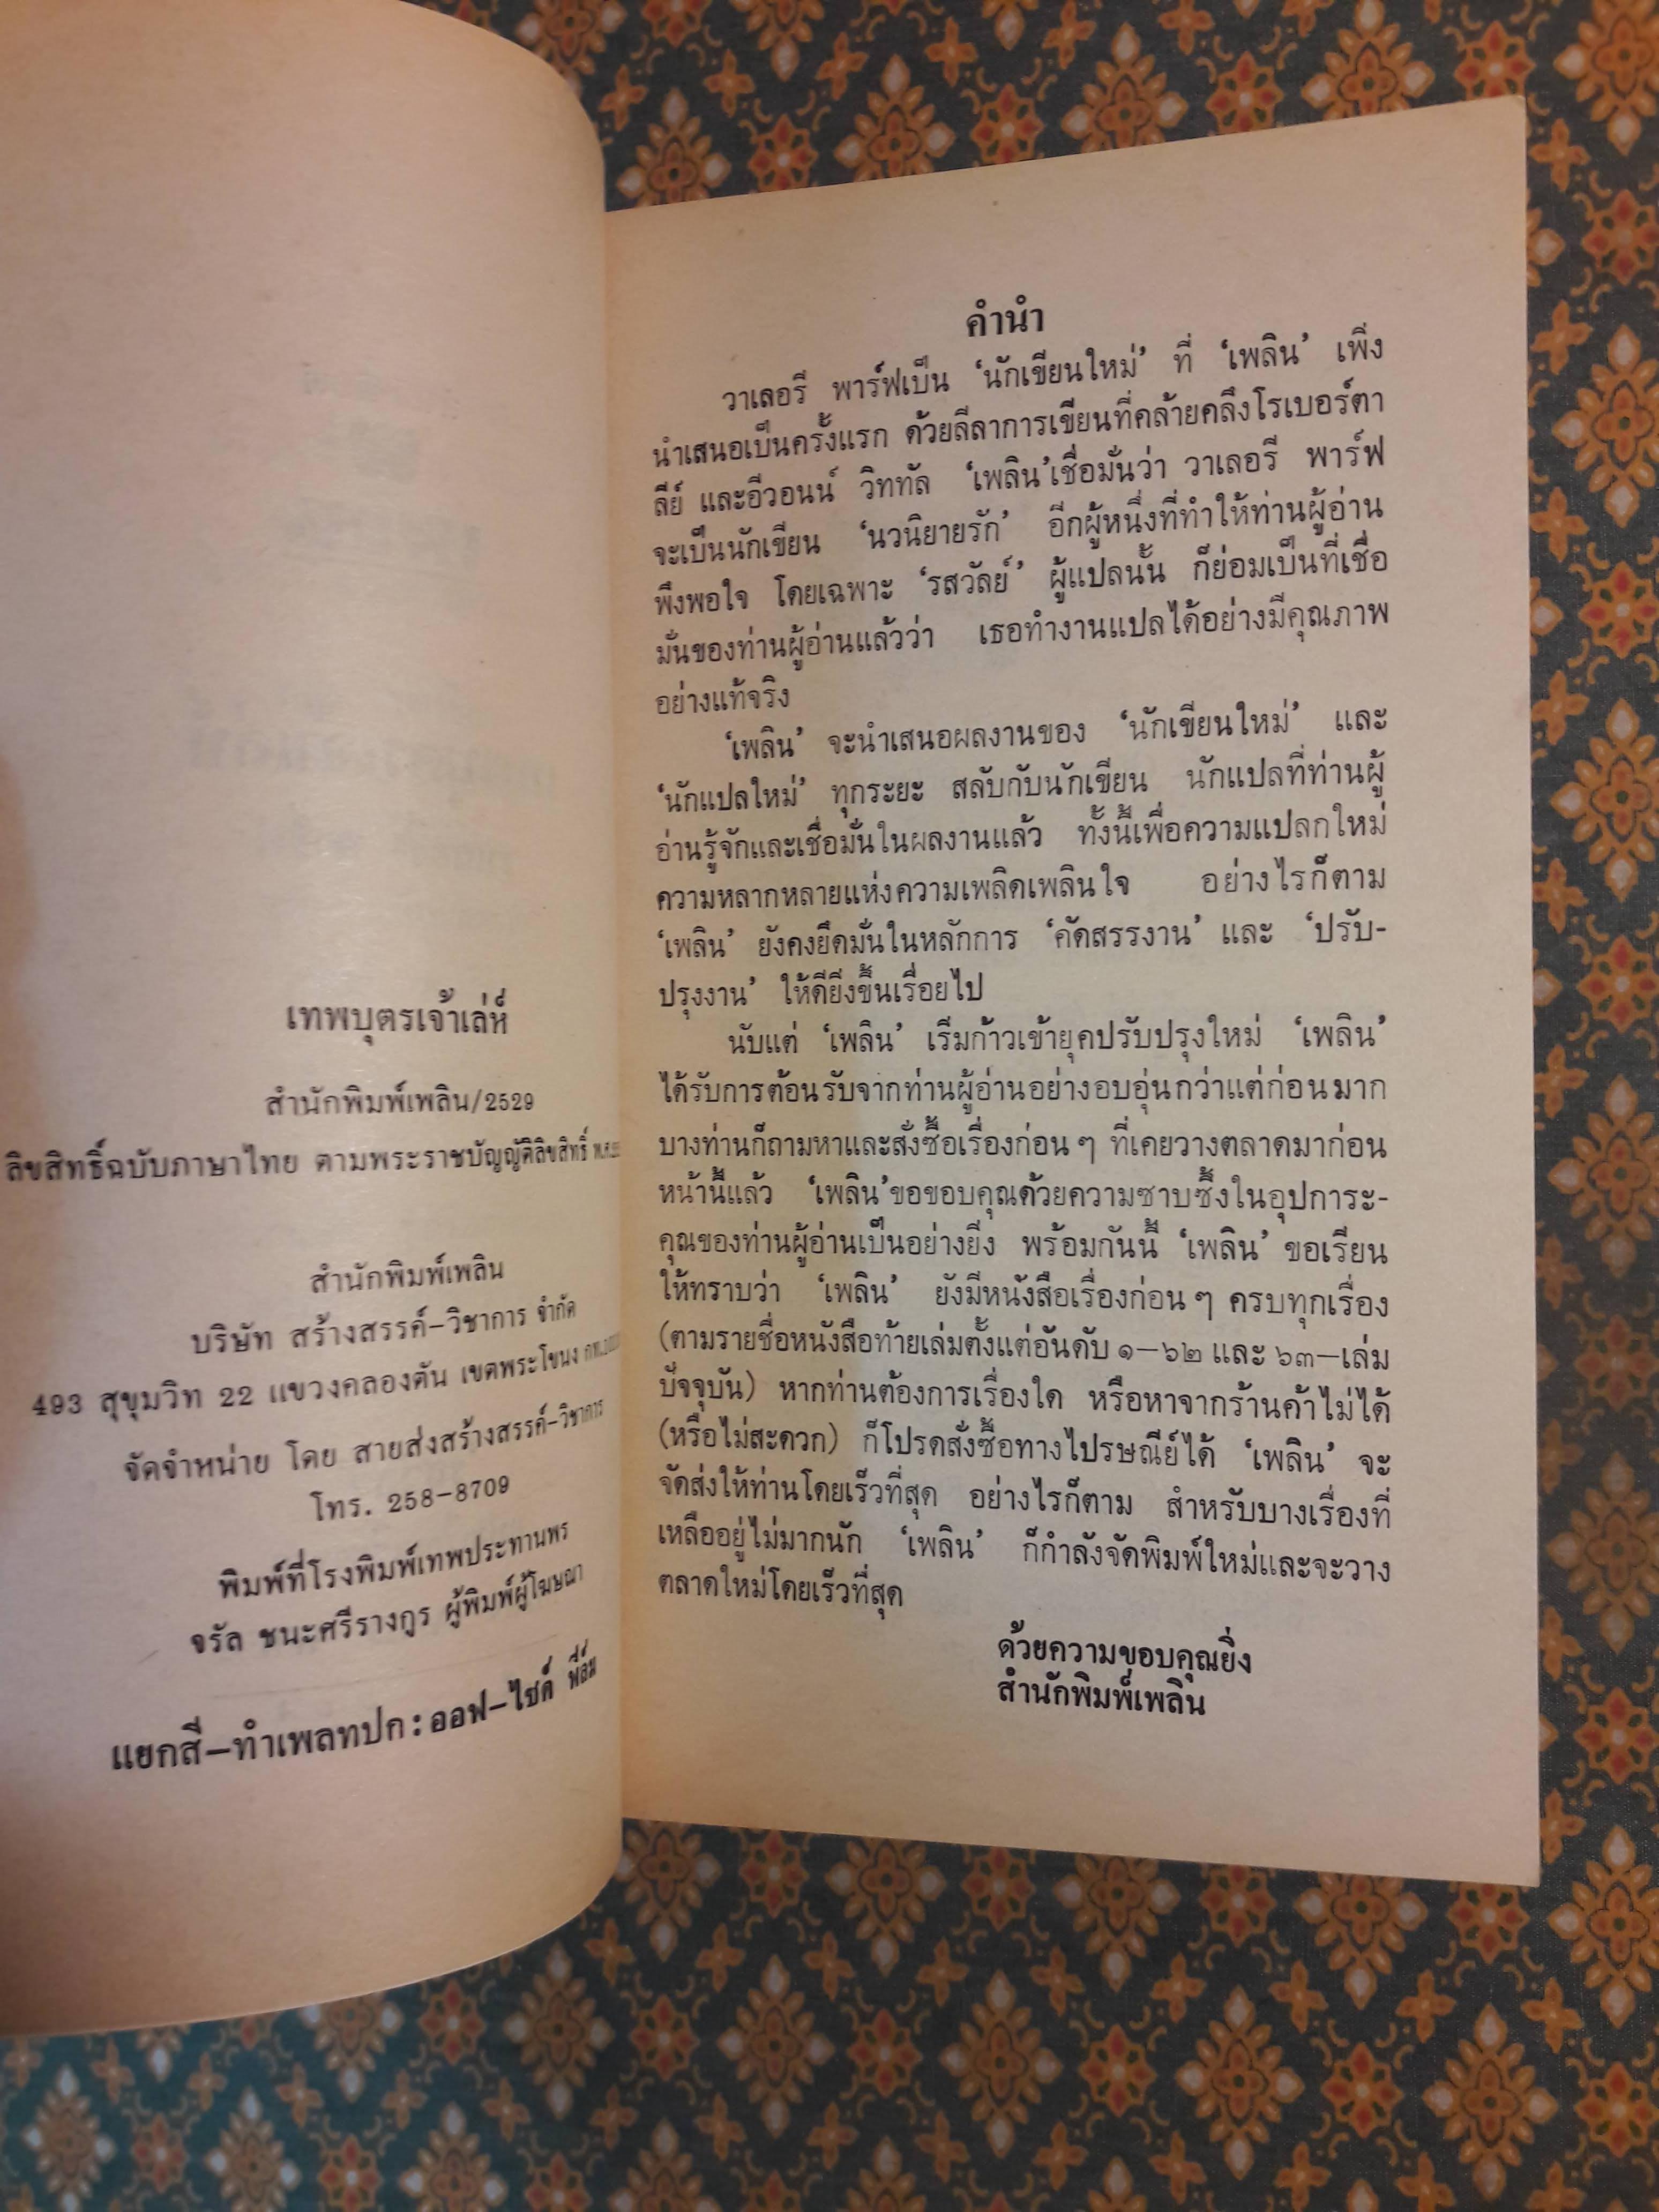 เทพบุตรเจ้าเล่ห์
สำนักพิมพ์เพลิน/2529
ลิขสิทธิ์ฉบับภาษาไทย ตามพระราชบัญญัติลิขสิทธิ์ พ.ศ.
สำนักพิมพ์เพลิน
บริษัท สร้างสรรค์-วิชาการ จำกัด
493 สุขุมวิท 22 แขวงคลองตัน เขตพระโขนง กท.
จัดจำหน่าย โดย สายส่งสร้างสรรค์-วิชาการ
โทร. 258-8709
พิมพ์ที่โรงพิมพ์เทพประทานพร
จรัล ชนะศรีรางกูร ผู้พิมพ์ผู้โฆษณา
แยกสี-ทำเพลทปก : ออฟ-ไซด์ ฟีล์ม
คำนำ
วาเลอรี พาร์ฟเป็น ‘นักเขียนใหม่’ ที่ ‘เพลิน’ เพิ่ง
นำเสนอเป็นครั้งแรก ด้วยลีลาการเขียนที่คล้ายคลึงโรเบอร์ตา
ลีย์ และอีวอนน์ วิททัล ‘เพลิน’เชื่อมั่นว่า วาเลอรี พาร์ฟ
จะเป็นนักเขียน ‘นวนิยายรัก’ อีกผู้หนึ่งที่ทำให้ท่านผู้อ่าน
พึงพอใจ โดยเฉพาะ ‘รสวัลย์’ ผู้แปลนั้น ก็ย่อมเป็นที่เชื่อ
มั่นของท่านผู้อ่านแล้วว่า เธอทำงานแปลได้อย่างมีคุณภาพ
อย่างแท้จริง
‘เพลิน’ จะนำเสนอผลงานของ ‘นักเขียนใหม่’ และ
‘นักแปลใหม่’ ทุกระยะ สลับกับนักเขียน นักแปลที่ท่านผู้
อ่านรู้จักและเชื่อมั่นในผลงานแล้ว ทั้งนี้เพื่อความแปลกใหม่
ความหลากหลายแห่งความเพลิดเพลินใจ อย่างไรก็ตาม
‘เพลิน’ ยังคงยึดมั่นในหลักการ ‘คัดสรรงาน’ และ ‘ปรับ-
ปรุงงาน’ ให้ดียิ่งขึ้นเรื่อยไป
นับแต่ ‘เพลิน’ เริ่มก้าวเข้ายุคปรับปรุงใหม่ ‘เพลิน’
ได้รับการต้อนรับจากท่านผู้อ่านอย่างอบอุ่นกว่าแต่ก่อนมาก
บางท่านก็ถามหาและสั่งซื้อเรื่องก่อน ๆ ที่เคยวางตลาดมาก่อน
หน้านี้แล้ว ‘เพลิน’ขอขอบคุณด้วยความซาบซึ้งในอุปการะ-
คุณของท่านผู้อ่านเป็นอย่างยิ่ง พร้อมกันนี้ ‘เพลิน’ ขอเรียน
ให้ทราบว่า ‘เพลิน’ ยังมีหนังสือเรื่องก่อน ๆ ครบทุกเรื่อง
(ตามรายชื่อหนังสือท้ายเล่มตั้งแต่อันดับ ๑-๖๒ และ ๖๓-เล่ม
ปัจจุบัน) หากท่านต้องการเรื่องใด หรือหาจากร้านค้าไม่ได้
(หรือไม่สะดวก) ก็โปรดสั่งซื้อทางไปรษณีย์ได้ ‘เพลิน’ จะ
จัดส่งให้ท่านโดยเร็วที่สุด อย่างไรก็ตาม สำหรับบางเรื่องที่
เหลืออยู่ไม่มากนัก ‘เพลิน’ ก็กำลังจัดพิมพ์ใหม่และจะวาง
ตลาดใหม่โดยเร็วที่สุด
ด้วยความขอบคุณยิ่ง
สำนักพิมพ์เพลิน